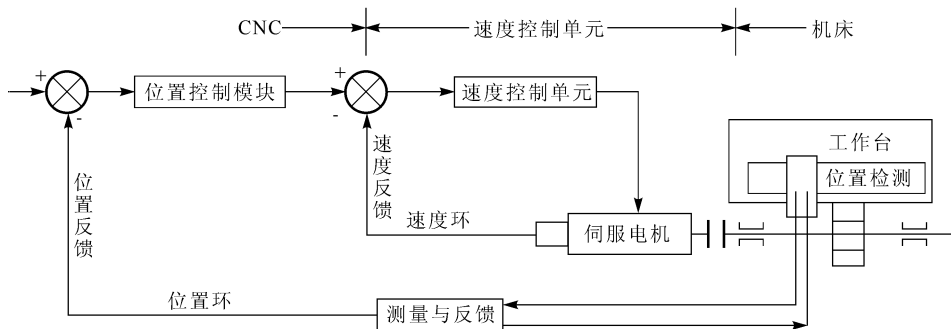 CNC
速度控制单元
机床
+
位置控制模块
+
速度控制单元
-
-
工作台
位置检测
速度反馈
位置反馈
速度环
伺服电机
位置环
测量与反馈